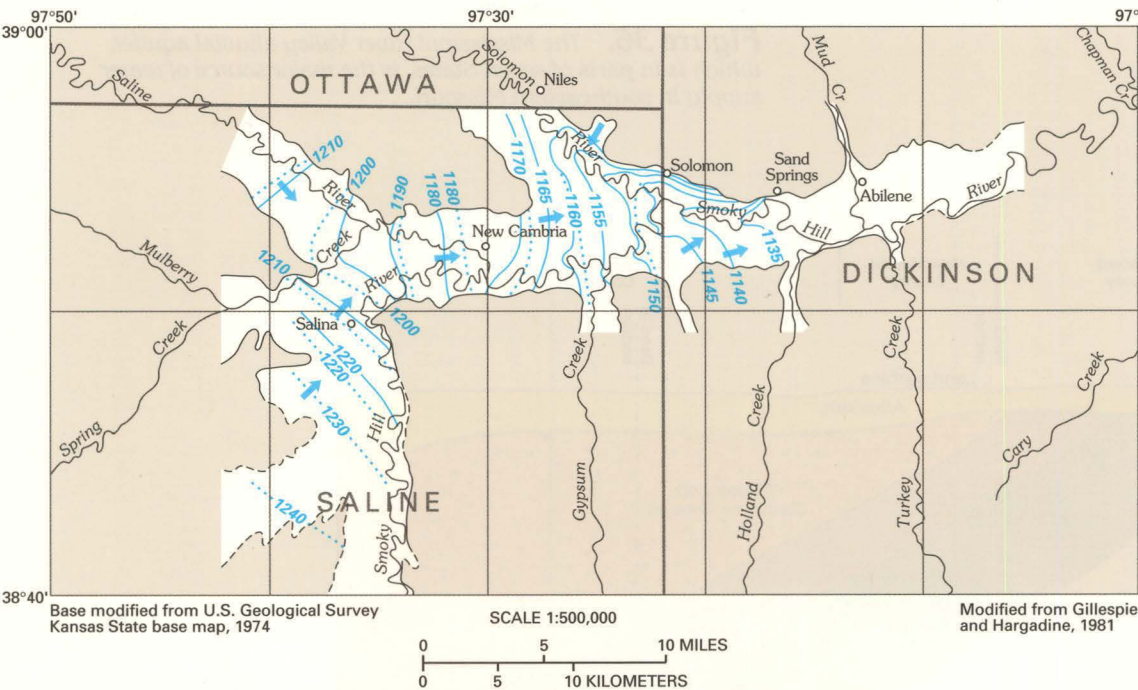 97°50'
97°30'
97°
39°00'
Saline
OTTAWA
Solomon
Niles
Mud
Cr
Chapman Cr
River
Solomon
Sand
Springs
Abilene
River
1210
1200
River
1190
1180
1180
1170
1165
1160
1155
Smoky
Hill
1135
New Cambria
Mulberry
Creek
1210
River
1200
Salina
1150
1145
1140
DICKINSON
Creek
Spring
1220
1220
1230
Hill
Creek
Gypsum
Creek
Holland
Creek
Turkey
Creek
Cary
1240
SALINE
Smoky
38°40'
Base modified from U.S. Geological Survey
Kansas State base map, 1974
SCALE 1:500,000
Modified from Gillespie
and Hargadine, 1981
0 5 10 MILES
0 5 10 KILOMETERS